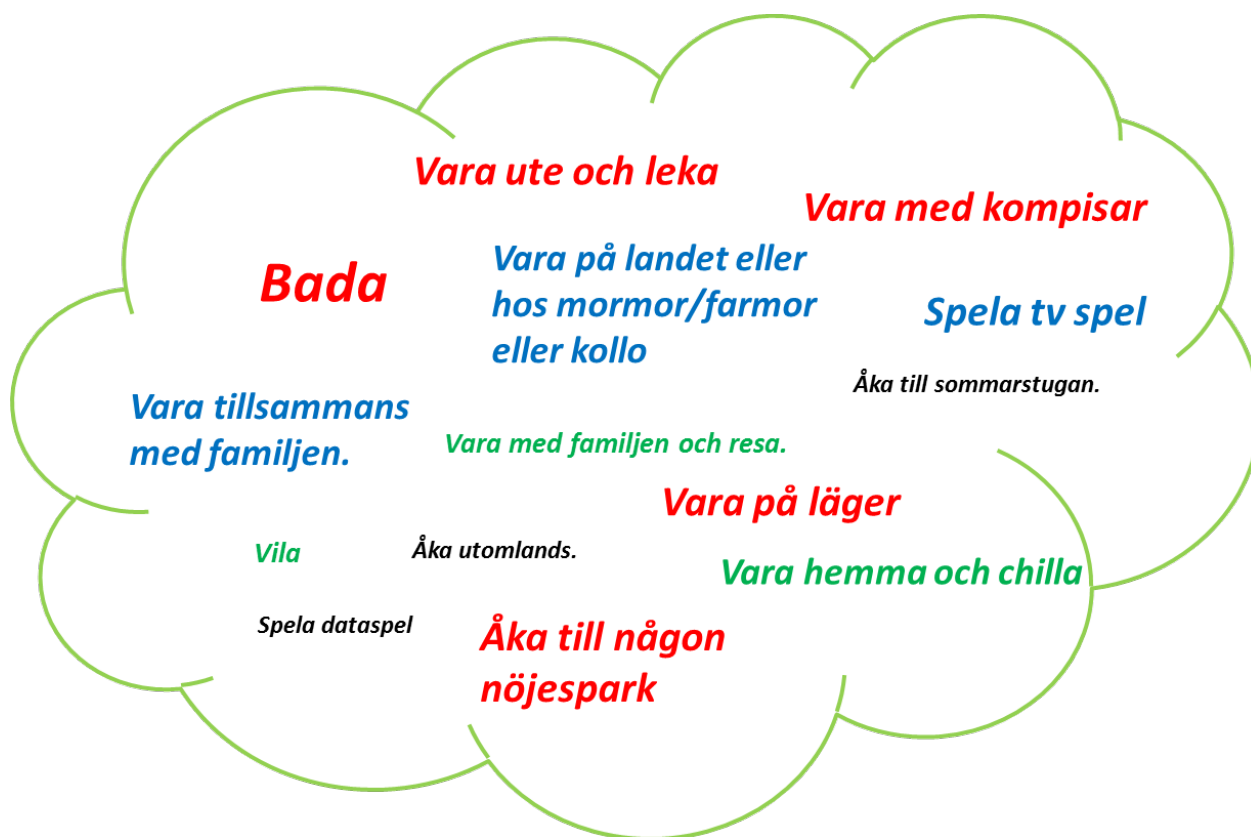 Vara ute och leka
Vara med kompisar
Bada
Vara på landet eller
hos mormor/farmor
eller kollo
Spela tv spel
Åka till sommarstugan.
Vara tillsammans
med familjen.
Vara med familjen och resa.
Vara på läger
Vila
Åka utomlands.
Vara hemma och chilla
Spela dataspel
Åka till någon
nöjespark